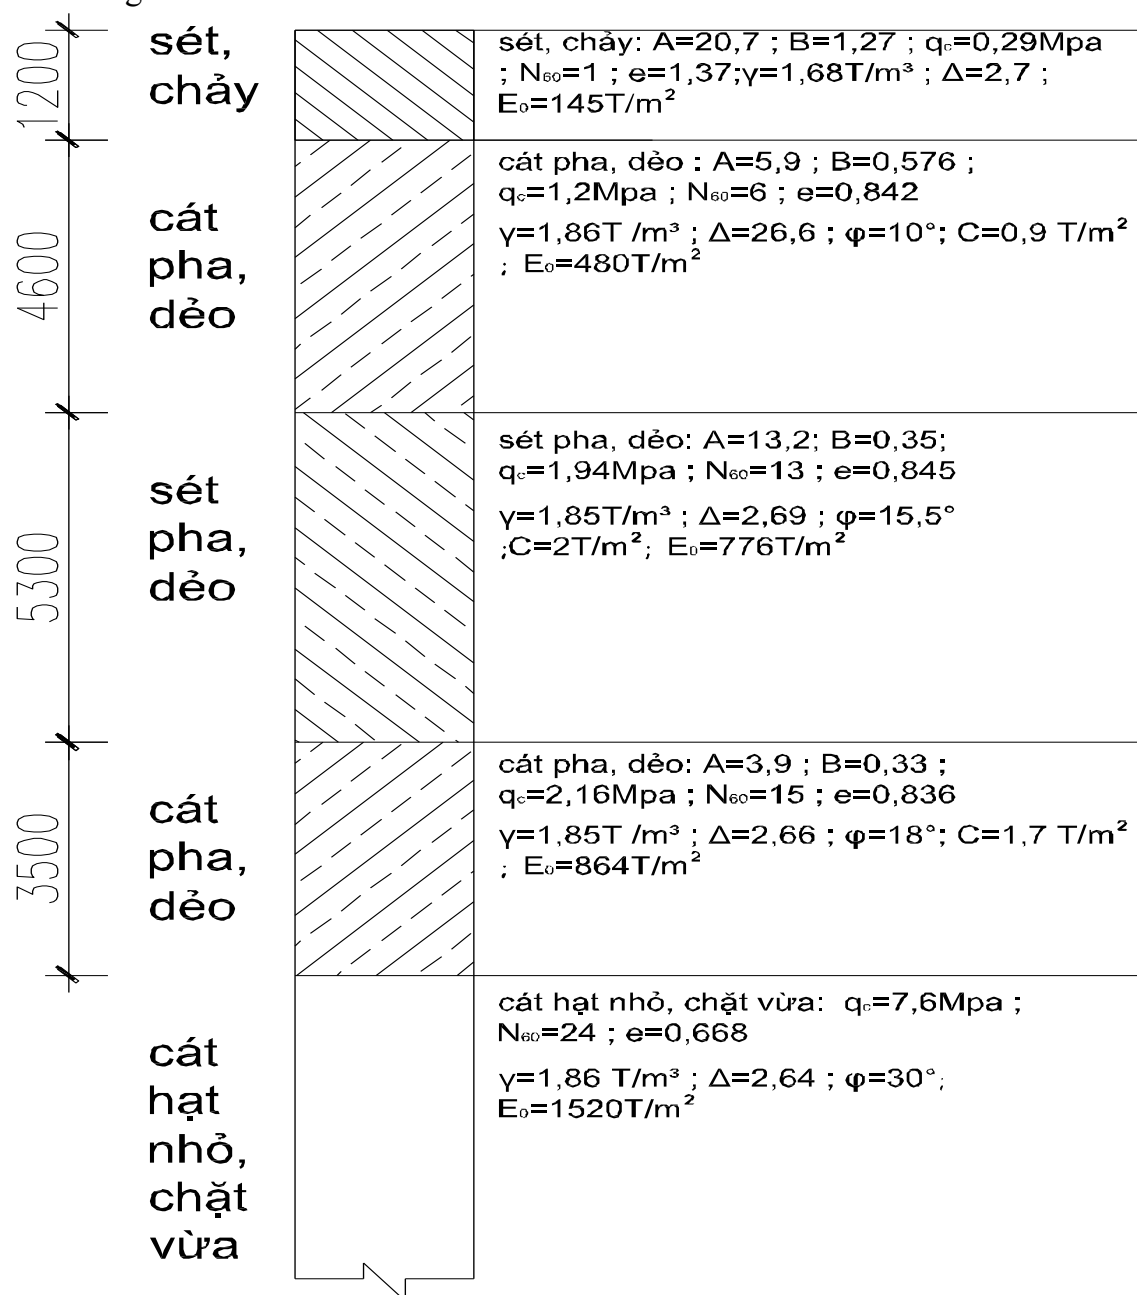 g
1200
sét,
chảy
sét, chảy: A=20,7 ; B=1,27 ; qc=0,29Mpa
; N60=1 ; e=1,37;γ=1,68T/m³ ; Δ=2,7 ;
E0=145T/m²
4600
cát
pha,
dẻo
cát pha, dẻo : A=5,9 ; B=0,576 ;
qc=1,2Mpa ; N60=6 ; e=0,842
γ=1,86T /m³ ; Δ=26,6 ; φ=10°; C=0,9 T/m²
; E0=480T/m²
5300
sét
pha,
dẻo
sét pha, dẻo: A=13,2; B=0,35;
qc=1,94Mpa ; N60=13 ; e=0,845
γ=1,85T/m³ ; Δ=2,69 ; φ=15,5°
;C=2T/m²; E0=776T/m²
3500
cát
pha,
dẻo
cát pha, dẻo: A=3,9 ; B=0,33 ;
qc=2,16Mpa ; N60=15 ; e=0,836
γ=1,85T /m³ ; Δ=2,66 ; φ=18°; C=1,7 T/m²
; E0=864T/m²
cát
hạt
nhỏ,
chặt
vừa
cát hạt nhỏ, chặt vừa: qc=7,6Mpa ;
N60=24 ; e=0,668
γ=1,86 T/m³ ; Δ=2,64 ; φ=30°;
E0=1520T/m²